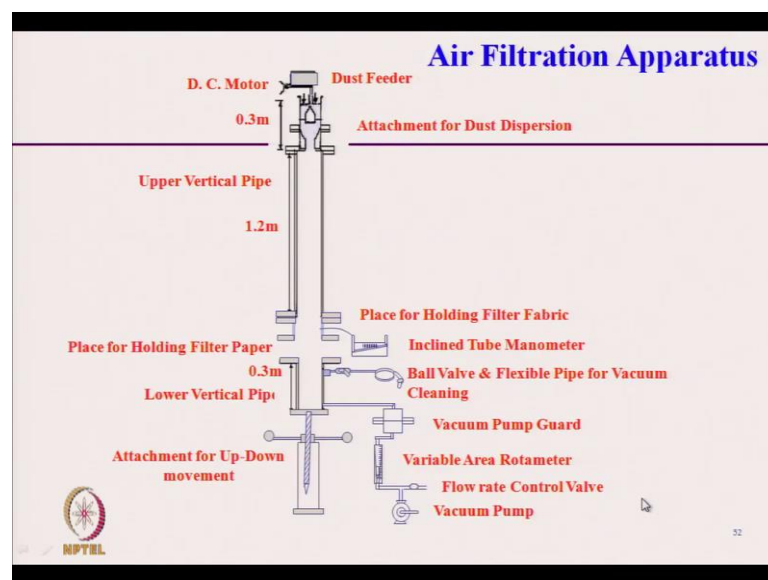 Air Filtration Apparatus
D. C. Motor
Dust Feeder
0.3m
Attachment for Dust Dispersion
Upper Vertical Pipe
1.2m
Place for Holding Filter Fabric
Place for Holding Filter Paper
Inclined Tube Manometer
0.3m
Ball Valve & Flexible Pipe for Vacuum
Cleaning
Lower Vertical Pipe
Vacuum Pump Guard
Attachment for Up-Down
movement
Variable Area Rotameter
Flow rate Control Valve
Vacuum Pump
NPTEL
52